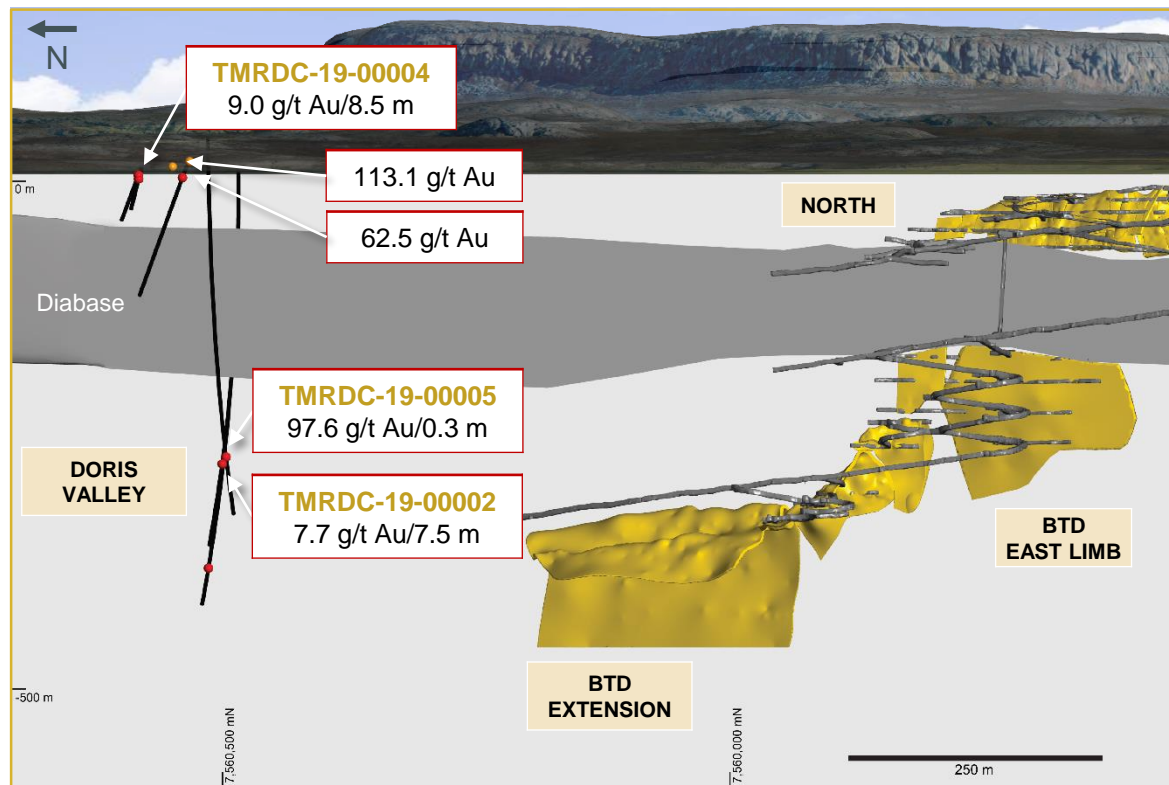 N
TMRDC-19-00004
9.0 g/t Au/8.5 m
113.1 g/t Au
62.5 g/t Au
0 m
NORTH
Diabase
TMRDC-19-00005
97.6 g/t Au/0.3 m
DORIS
VALLEY
TMRDC-19-00002
7.7 g/t Au/7.5 m
BTD
EAST LIMB
BTD
EXTENSION
-500 m
7,560,500 mN
7,560,000 mN
250 m